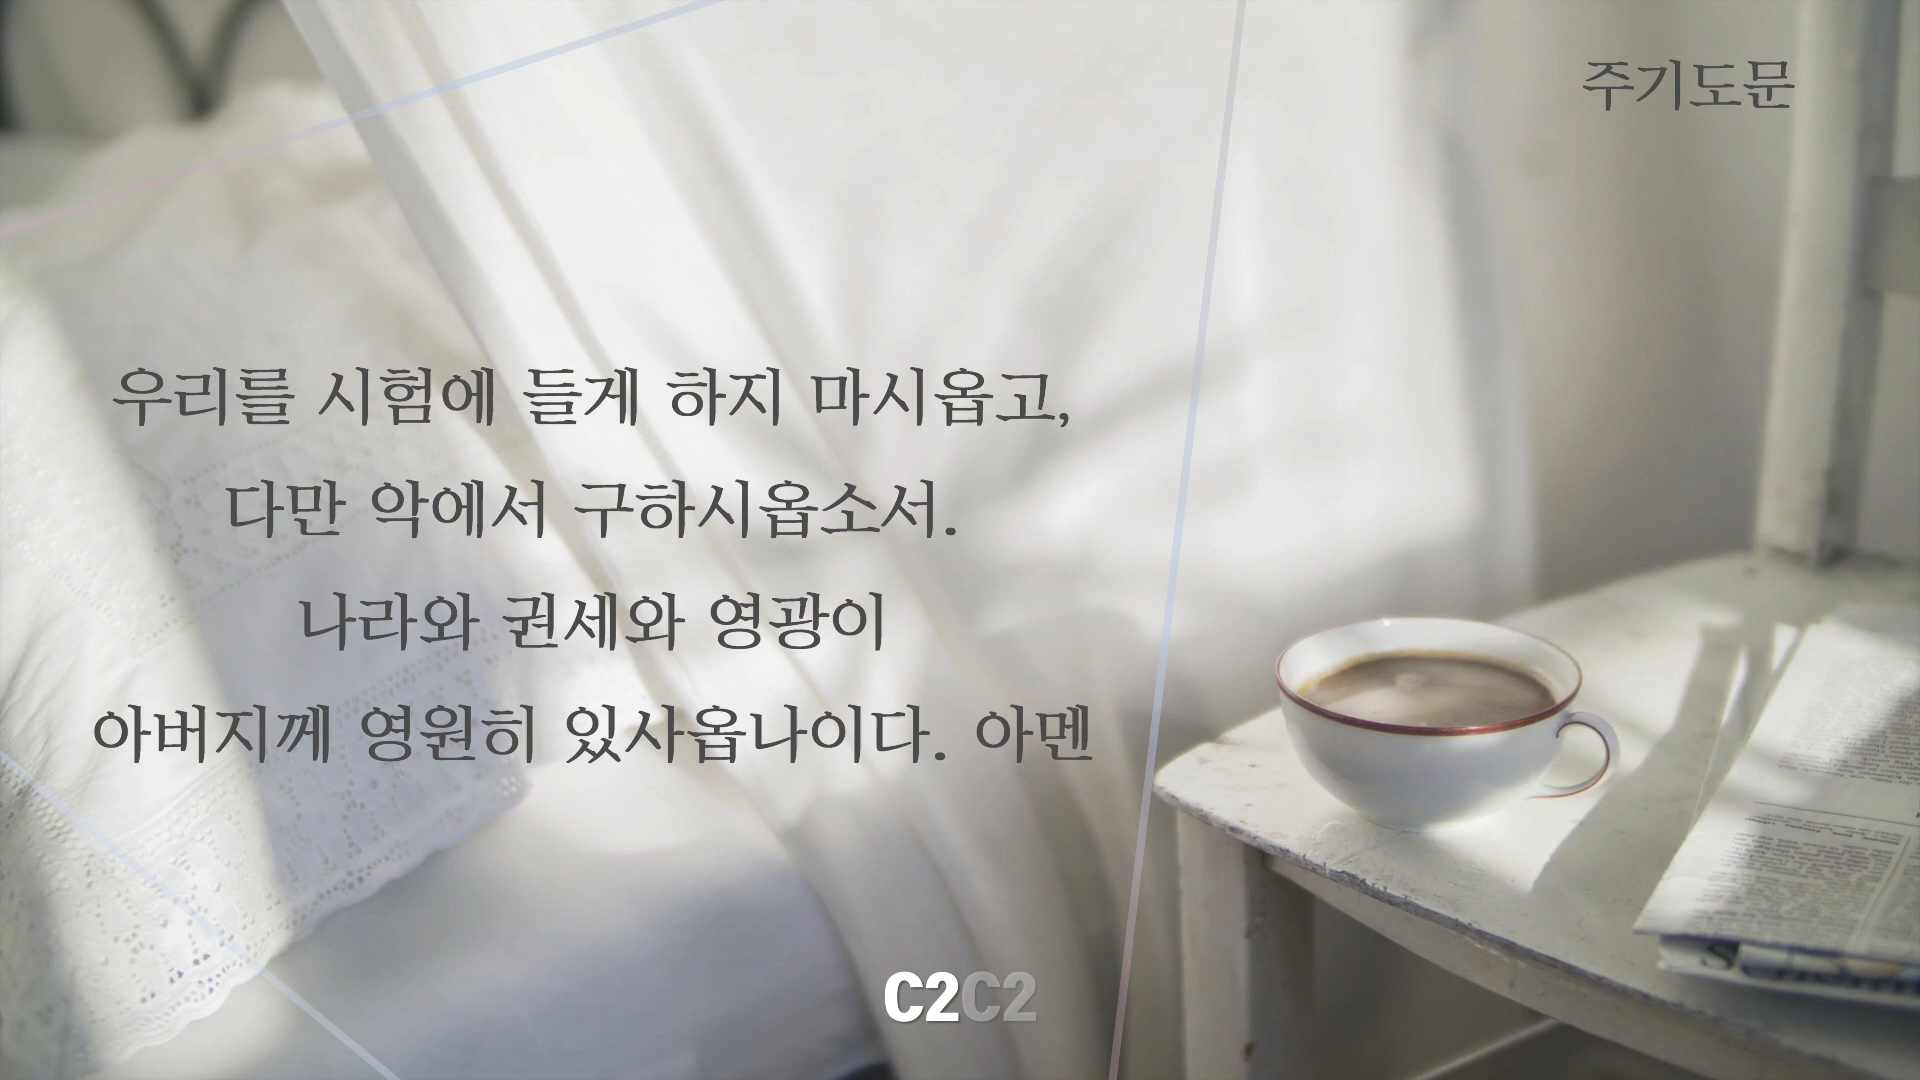 주기도문
우리를 시험에 들게 하지 마시옵고,
다만 악에서 구하시옵소서.
나라와 권세와 영광이
아버지께 영원히 있사옵나이다. 아멘
C2C2